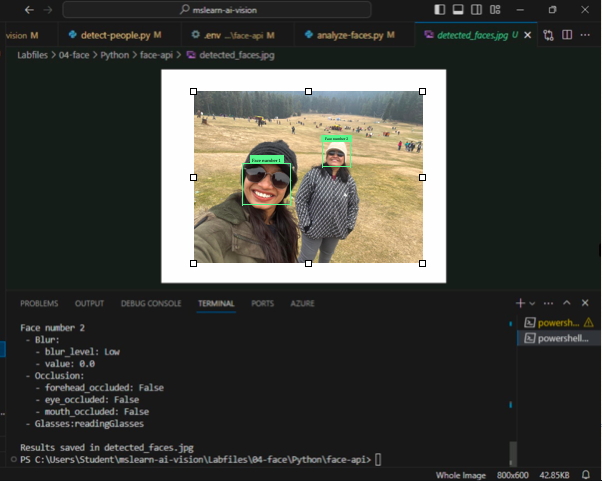 mslearn-ai-vision
vision M
detect-people.py M
.env ...\face-api M
analyze-faces.py M
detected_faces.jpg U
Labfiles > 04-face > Python > face-api > detected_faces.jpg
Face number 1
Face number 2
PROBLEMS OUTPUT DEBUG CONSOLE TERMINAL PORTS AZURE
powersh...
powershell...
Face number 2
- Blur:
- blur_level: Low
- value: 0.0
- Occlusion:
- forehead_occluded: False
- eye_occluded: False
- mouth_occluded: False
- Glasses:readingGlasses
Results saved in detected_faces.jpg
PS C:\Users\Student\mslearn-ai-vision\Labfiles\04-face\Python\face-api>
Whole Image 800x600 42.85KB